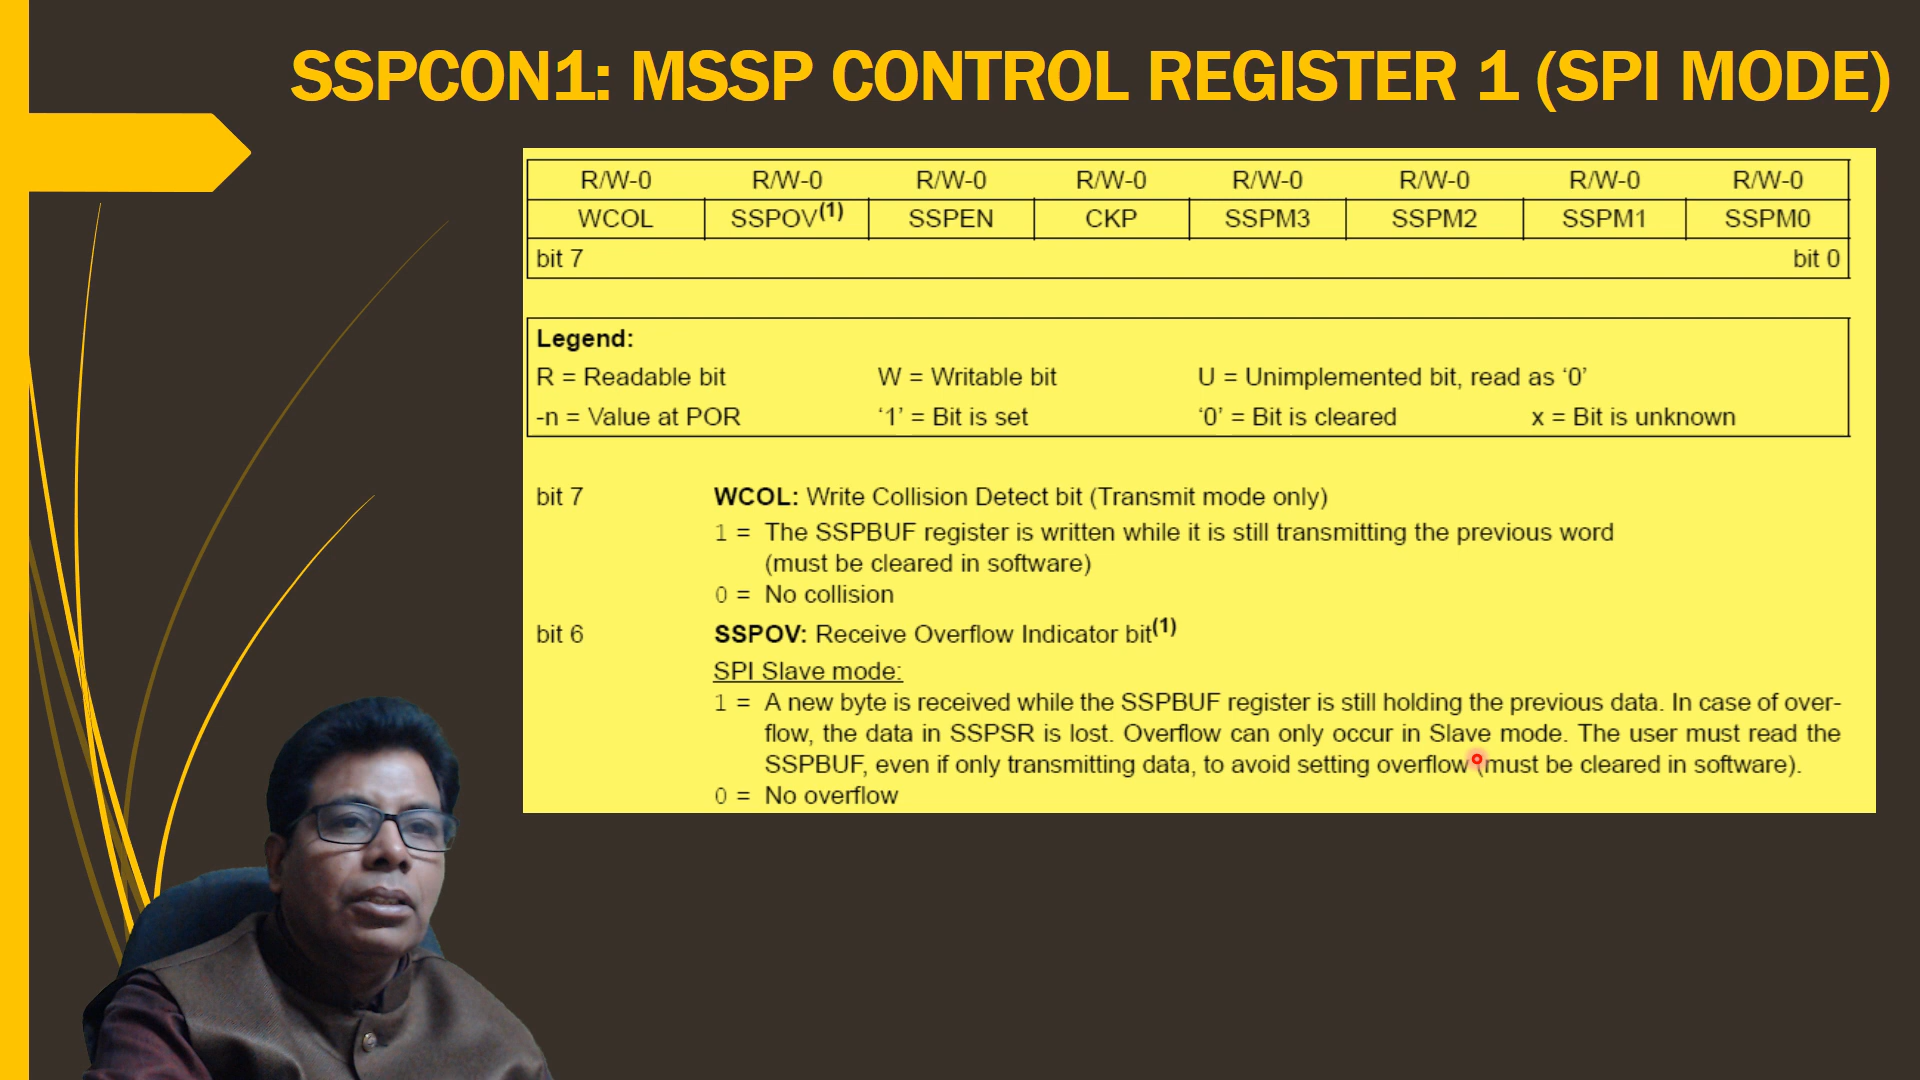 SSPCON1: MSSP CONTROL REGISTER 1 (SPI MODE)
R/W-0 R/W-0 R/W-0 R/W-0 R/W-0 R/W-0 R/W-0 R/W-0
WCOL SSPOV(1) SSPEN CKP SSPM3 SSPM2 SSPM1 SSPM0
bit 7 bit 0
Legend:
R = Readable bit W = Writable bit U = Unimplemented bit, read as ‘0’
-n = Value at POR ‘1’ = Bit is set ‘0’ = Bit is cleared x = Bit is unknown
bit 7 WCOL: Write Collision Detect bit (Transmit mode only)
1 = The SSPBUF register is written while it is still transmitting the previous word
(must be cleared in software)
0 = No collision
bit 6 SSPOV: Receive Overflow Indicator bit(1)
SPI Slave mode:
1 = A new byte is received while the SSPBUF register is still holding the previous data. In case of over-
flow, the data in SSPSR is lost. Overflow can only occur in Slave mode. The user must read the
SSPBUF, even if only transmitting data, to avoid setting overflow (must be cleared in software).
0 = No overflow